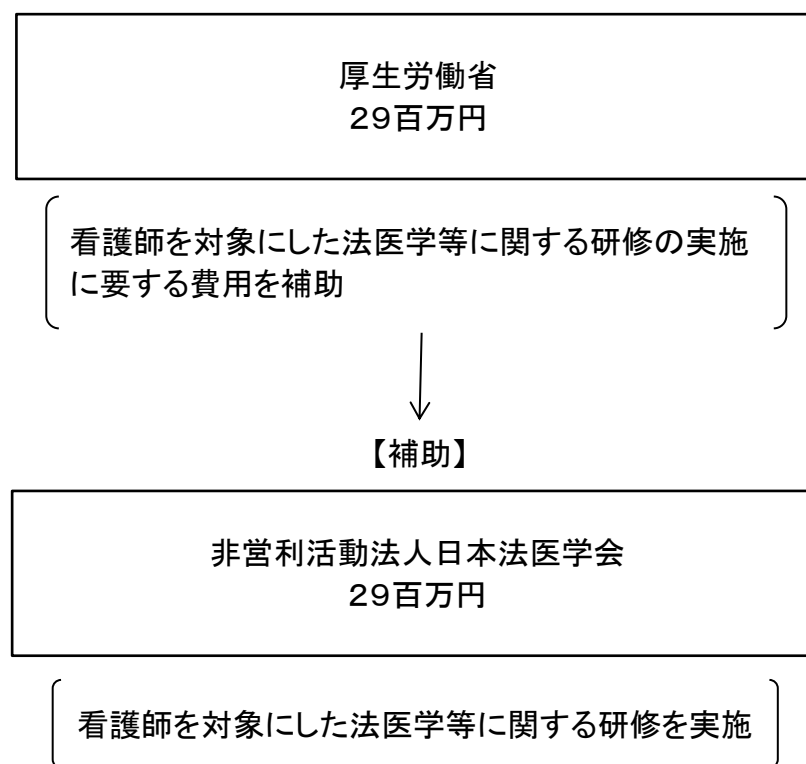 厚生労働省
２９百万円
看護師を対象にした法医学等に関する研修の実施
に要する費用を補助
【補助】
非営利活動法人日本法医学会
２９百万円
看護師を対象にした法医学等に関する研修を実施